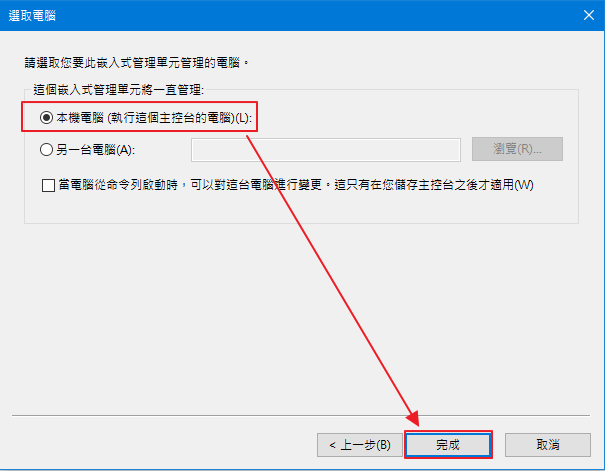 選取電腦
請選取您要此嵌入式管理單元管理的電腦。
這個嵌入式管理單元將一直管理:
本機電腦 (執行這個主控台的電腦)(L):
另一台電腦(A):
瀏覽(R)...
當電腦從命令列啟動時，可以對這台電腦進行變更。這只有在您儲存主控台之後才適用(W)
< 上一步(B)
完成
取消